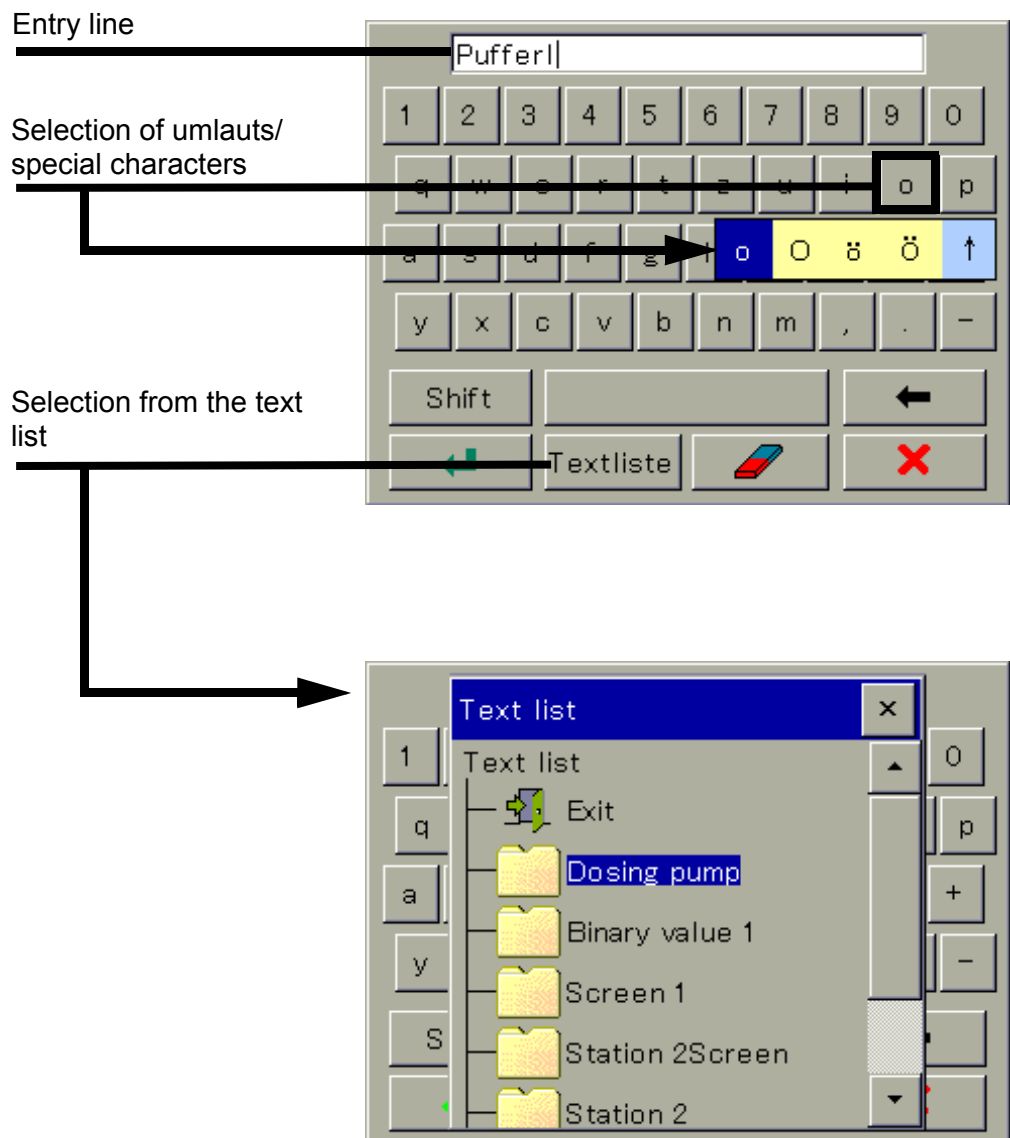 Entry line
Pufferl
1 2 3 4 5 6 7 8 9 0
Selection of umlauts/
special characters
q w e r t z u i o p
a s d f g h o O ö Ö ↑
y x c v b n m , . -
Selection from the text
list
Shift
Textliste
Text list
1 Text list 0
Exit
q p
Dosing pump
a +
Binary value 1
y -
Screen 1
S Station 2Screen
Station 2